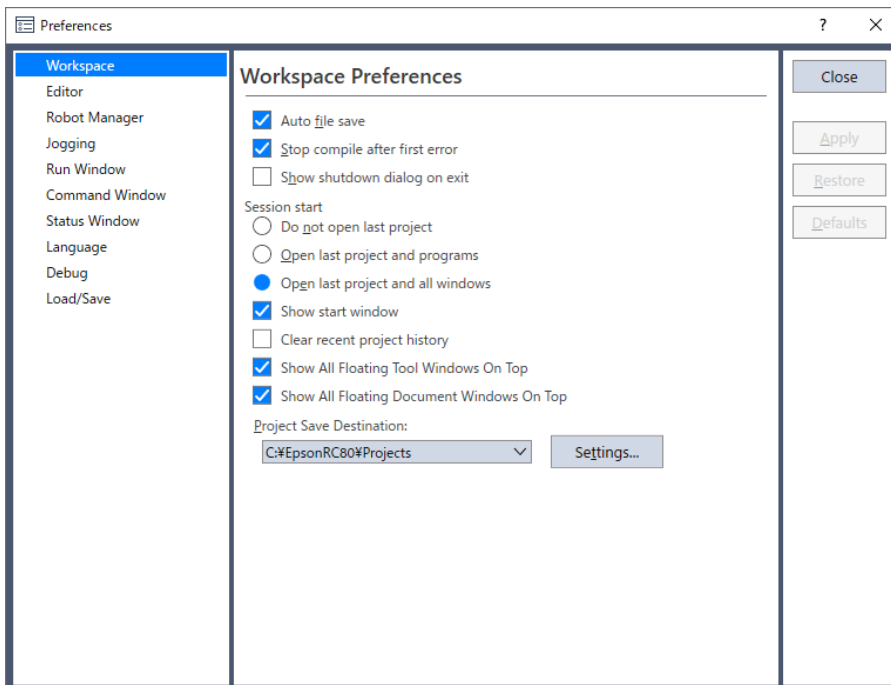 Preferences
?
Workspace
Editor
Robot Manager
Jogging
Run Window
Command Window
Status Window
Language
Debug
Load/Save
Workspace Preferences
Auto file save
Stop compile after first error
Show shutdown dialog on exit
Session start
Do not open last project
Open last project and programs
Open last project and all windows
Show start window
Clear recent project history
Show All Floating Tool Windows On Top
Show All Floating Document Windows On Top
Project Save Destination:
C:¥EpsonRC80¥Projects
Settings...
Close
Apply
Restore
Defaults